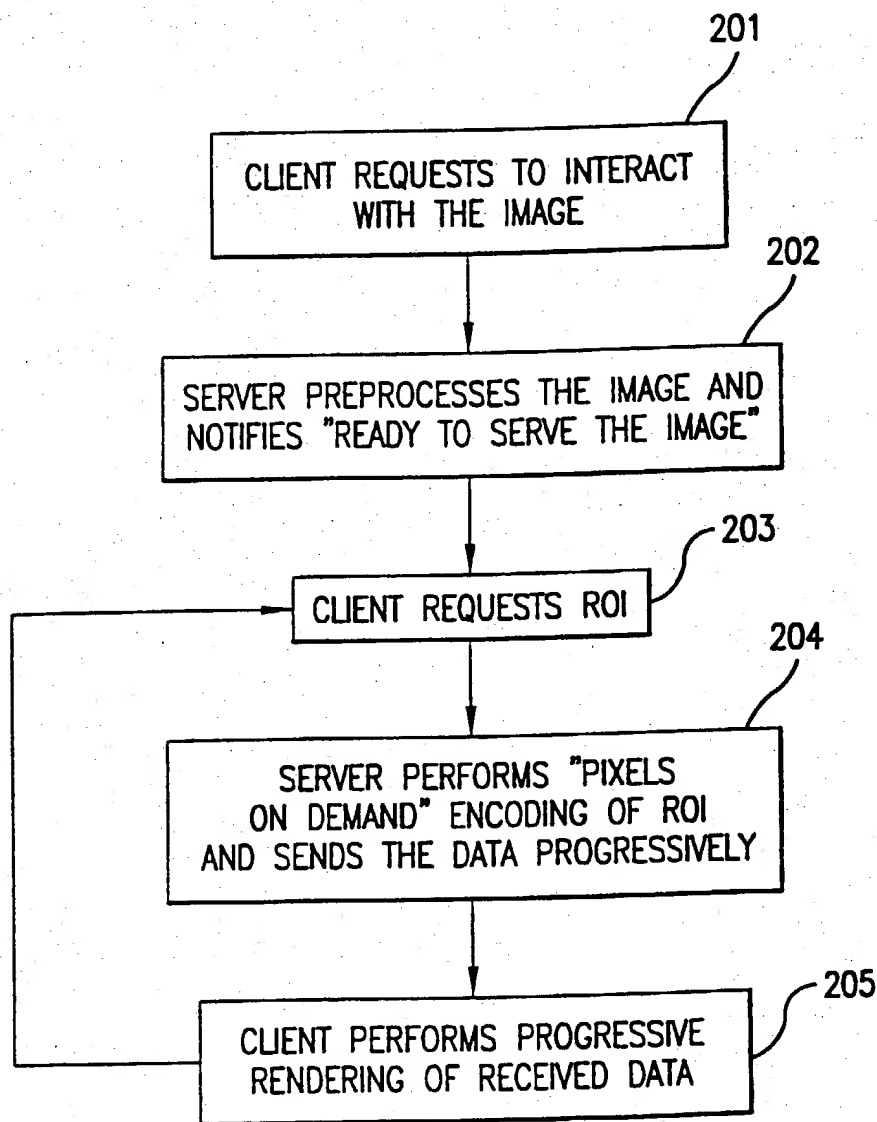 201
CLIENT REQUESTS TO INTERACT
WITH THE IMAGE
202
SERVER PREPROCESSES THE IMAGE AND
NOTIFIES "READY TO SERVE THE IMAGE"
203
CLIENT REQUESTS ROI
204
SERVER PERFORMS "PIXELS
ON DEMAND" ENCODING OF ROI
AND SENDS THE DATA PROGRESSIVELY
205
CLIENT PERFORMS PROGRESSIVE
RENDERING OF RECEIVED DATA